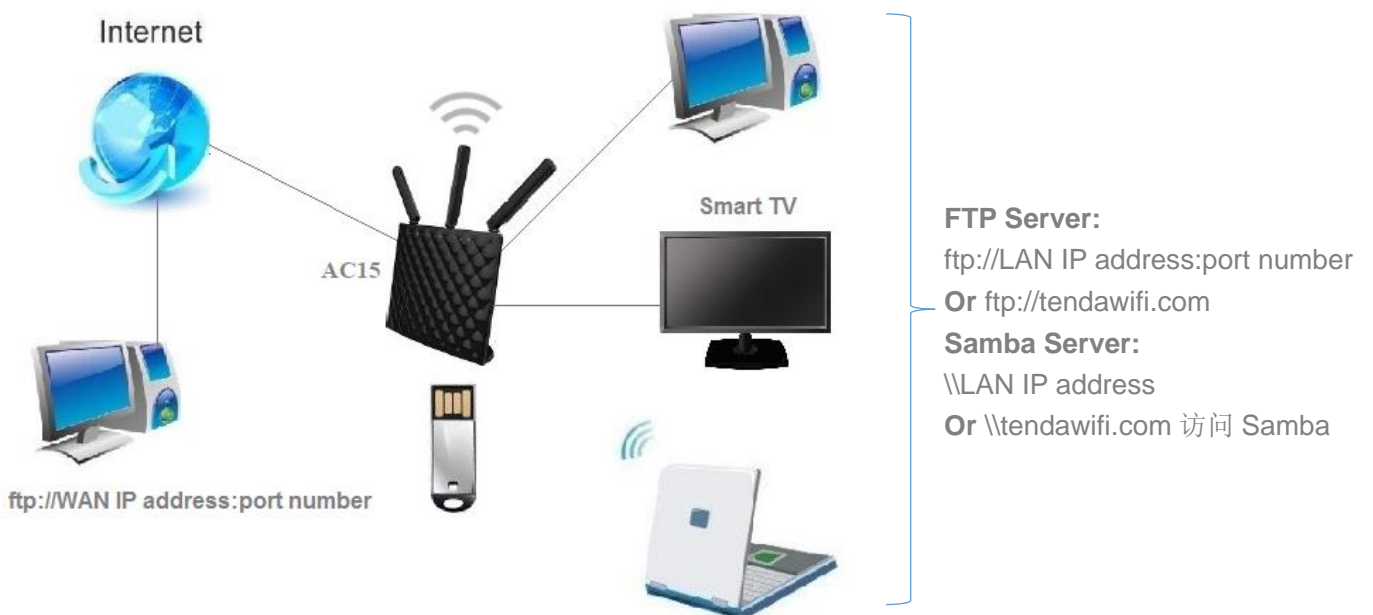 Internet
AC15
Smart TV
ftp://WAN IP address:port number
FTP Server:
ftp://LAN IP address:port number
Or ftp://tendawifi.com
Samba Server:
\\LAN IP address
Or \\tendawifi.com 访问 Samba